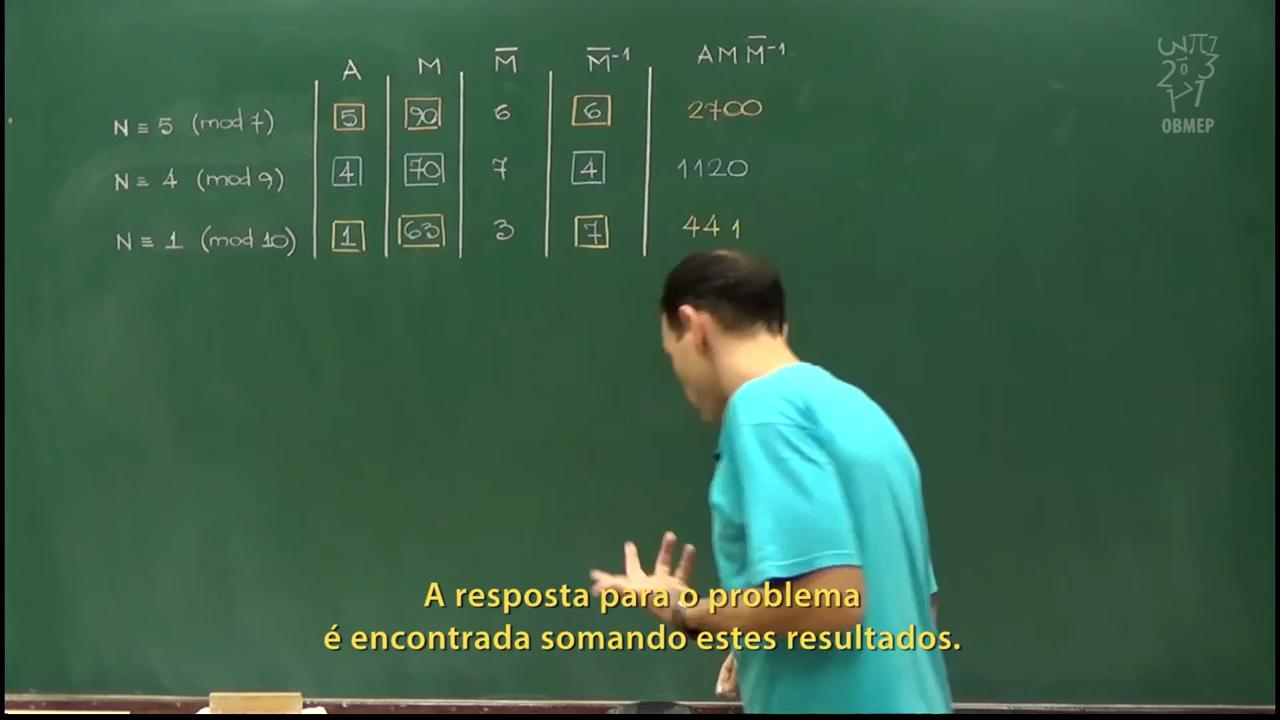 A M M̅ M̅⁻¹ A M M̅⁻¹
N ≡ 5 (mod 7) 5 90 6 6 2700
N ≡ 4 (mod 9) 4 70 7 4 1120
N ≡ 1 (mod 10) 1 63 3 7 441
OBMEP
A resposta para o problema
é encontrada somando estes resultados.